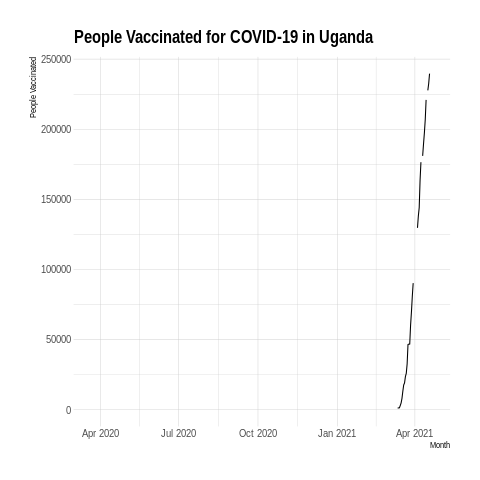 People Vaccinated for COVID-19 in Uganda
People Vaccinated
250000
200000
150000
100000
50000
0
Apr 2020 Jul 2020 Oct 2020 Jan 2021 Apr 2021
Month